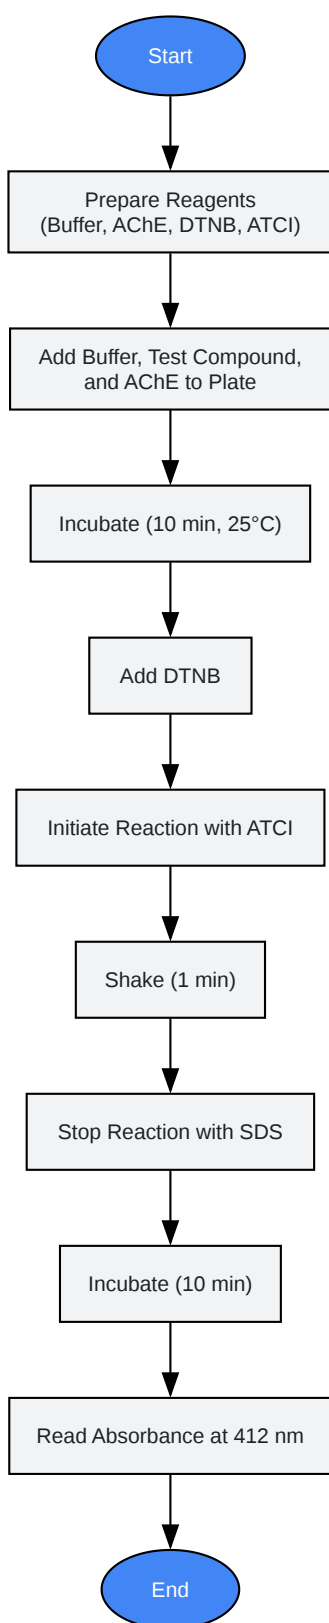 Start
Prepare Reagents
(Buffer, AChE, DTNB, ATCI)
Add Buffer, Test Compound,
and AChE to Plate
Incubate (10 min, 25°C)
Add DTNB
Initiate Reaction with ATCI
Shake (1 min)
Stop Reaction with SDS
Incubate (10 min)
Read Absorbance at 412 nm
End